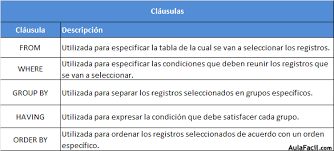 Cláusulas
Cláusula Descripción
FROM Utilizada para especificar la tabla de la cual se van a seleccionar los registros.
WHERE Utilizada para especificar las condiciones que deben reunir los registros que
se van a seleccionar.
GROUP BY Utilizada para separar los registros seleccionados en grupos específicos.
HAVING Utilizada para expresar la condición que debe satisfacer cada grupo.
ORDER BY Utilizada para ordenar los registros seleccionados de acuerdo con un orden
específico.
AulaFacil.com